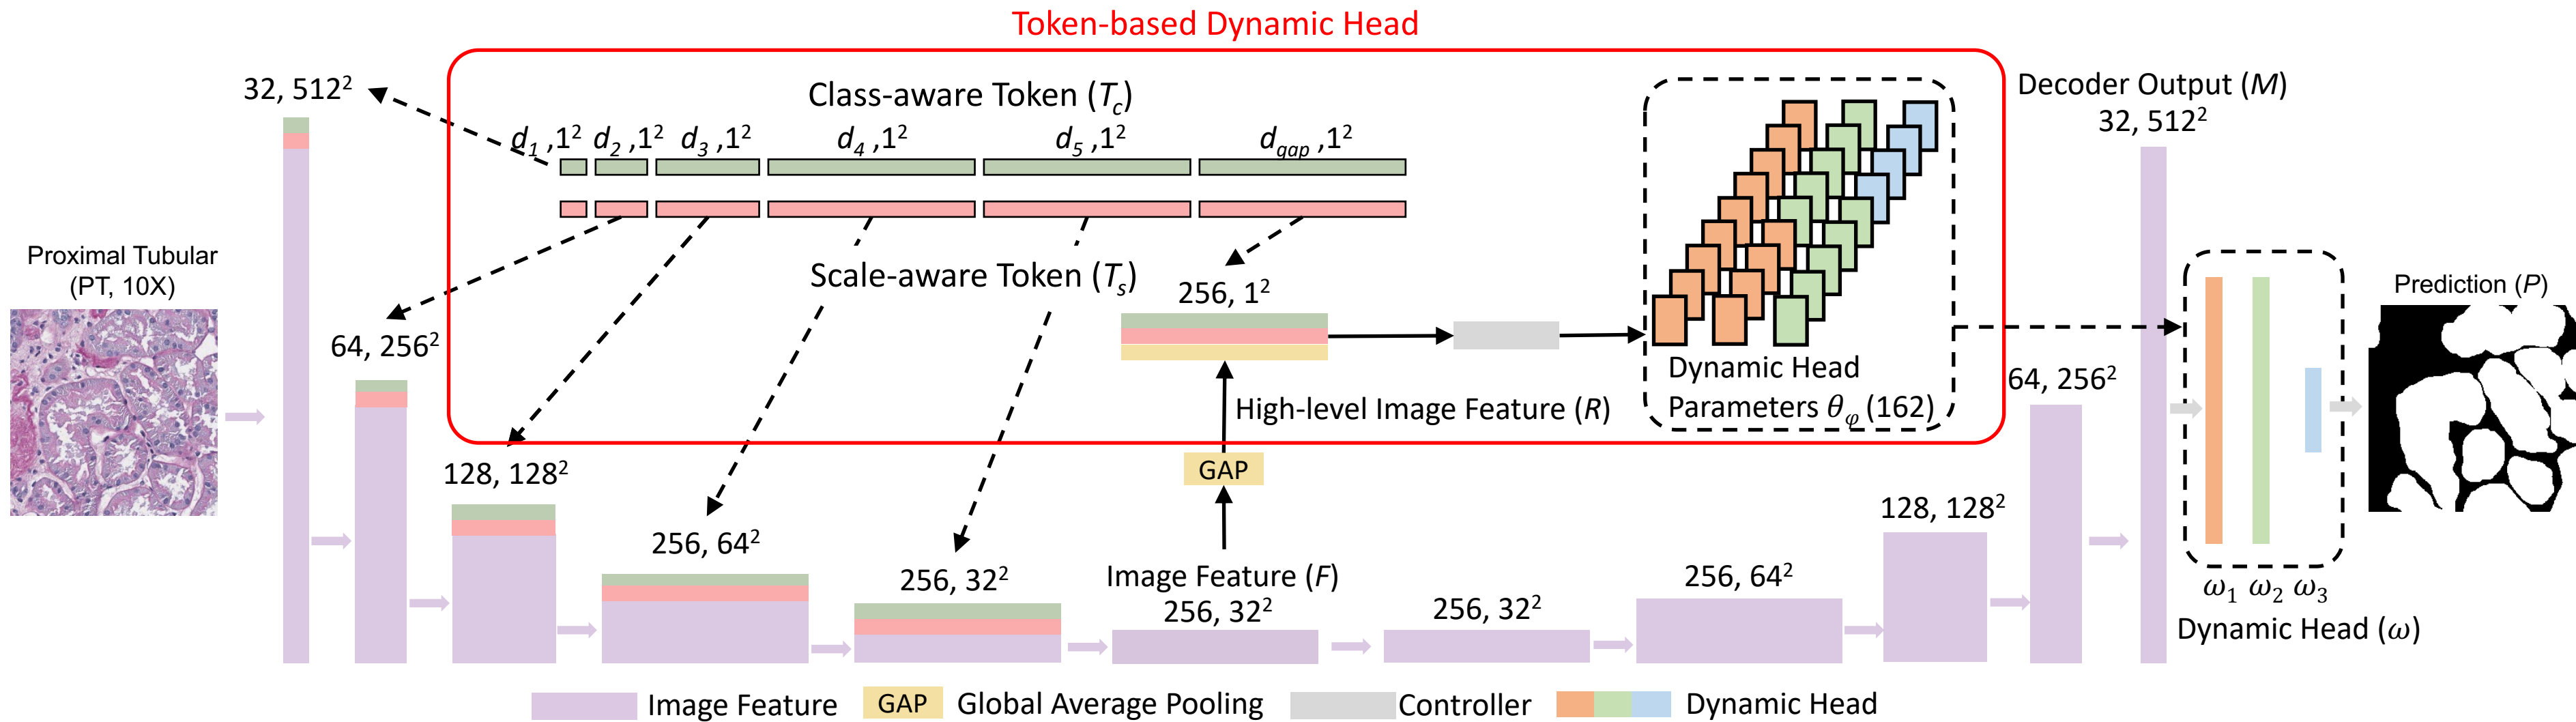 Token-based Dynamic Head
32, 512²
Class-aware Token (T_c)
d_1 ,1² d_2 ,1² d_3 ,1² d_4 ,1² d_5 ,1² d_gap ,1²
Decoder Output (M)
32, 512²
Proximal Tubular
(PT, 10X)
Scale-aware Token (T_s)
256, 1²
64, 256²
Dynamic Head
Parameters θ_φ (162)
High-level Image Feature (R)
GAP
64, 256²
Prediction (P)
128, 128²
256, 64²
256, 32²
Image Feature (F)
256, 32²
256, 32²
256, 64²
128, 128²
ω_1 ω_2 ω_3
Dynamic Head (ω)
Image Feature
GAP Global Average Pooling
Controller
Dynamic Head